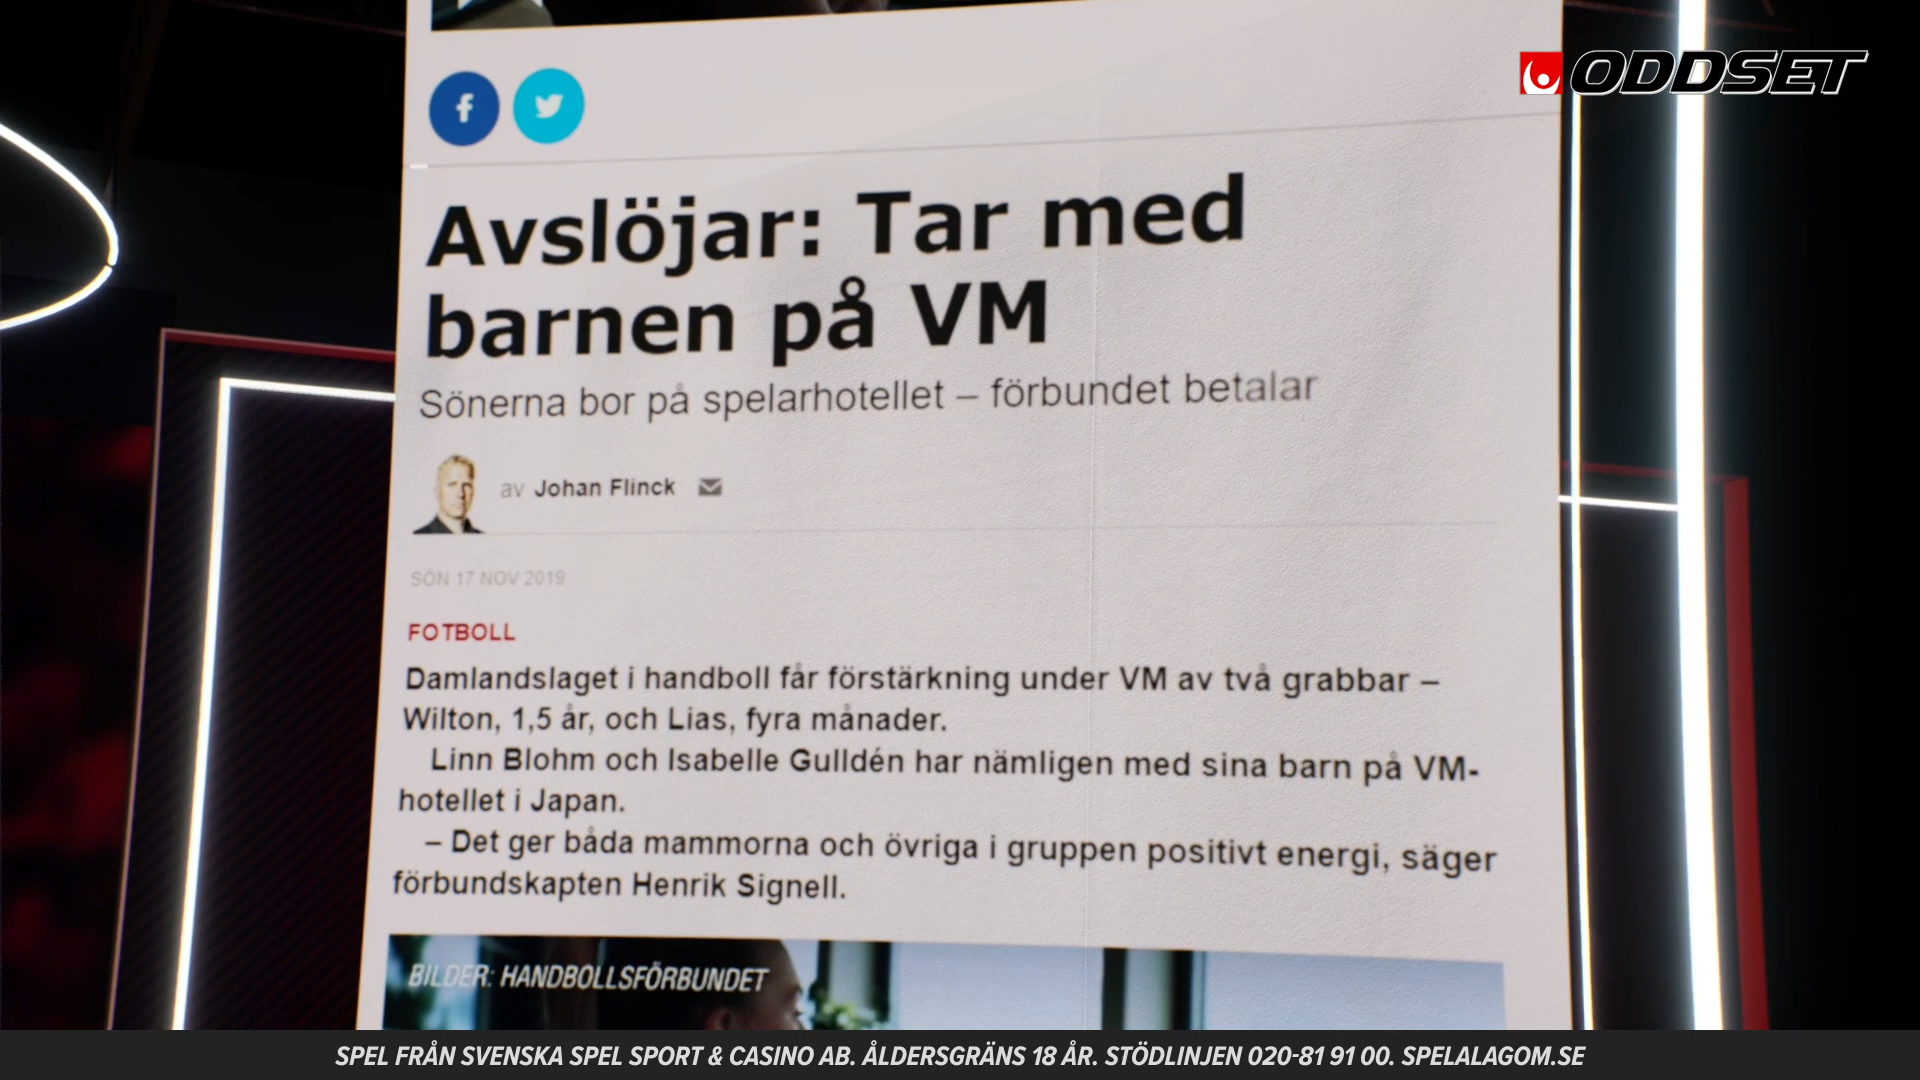 ODDSET
Avslöjar: Tar med
barnen på VM
Sönerna bor på spelarhotellet – förbundet betalar
av Johan Flinck
SÖN 17 NOV 2019
FOTBOLL
Damlandslaget i handboll får förstärkning under VM av två grabbar –
Wilton, 1,5 år, och Lias, fyra månader.
Linn Blohm och Isabelle Gulldén har nämligen med sina barn på VM-
hotellet i Japan.
– Det ger båda mammorna och övriga i gruppen positivt energi, säger
förbundskapten Henrik Signell.
BILDER: HANDBOLLSFÖRBUNDET
SPEL FRÅN SVENSKA SPEL SPORT & CASINO AB. ÅLDERSGRÄNS 18 ÅR. STÖDLINJEN 020-81 91 00. SPELALAGOM.SE